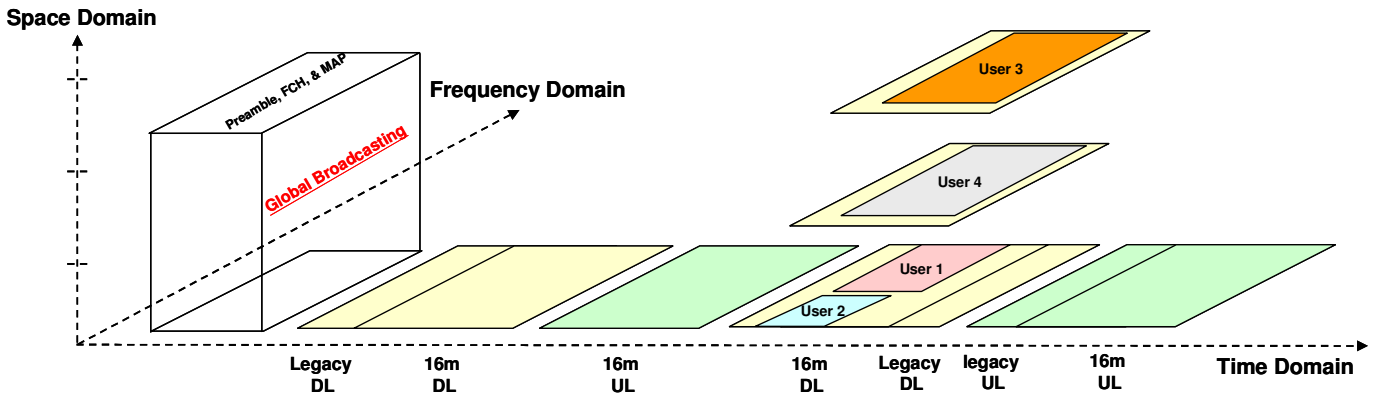 Space Domain
Preamble, FCH, & MAP
Frequency Domain
Global Broadcasting
User 3
User 4
User 1
User 2
Legacy
DL
16m
DL
16m
UL
16m
DL
Legacy
DL
legacy
UL
16m
UL
Time Domain